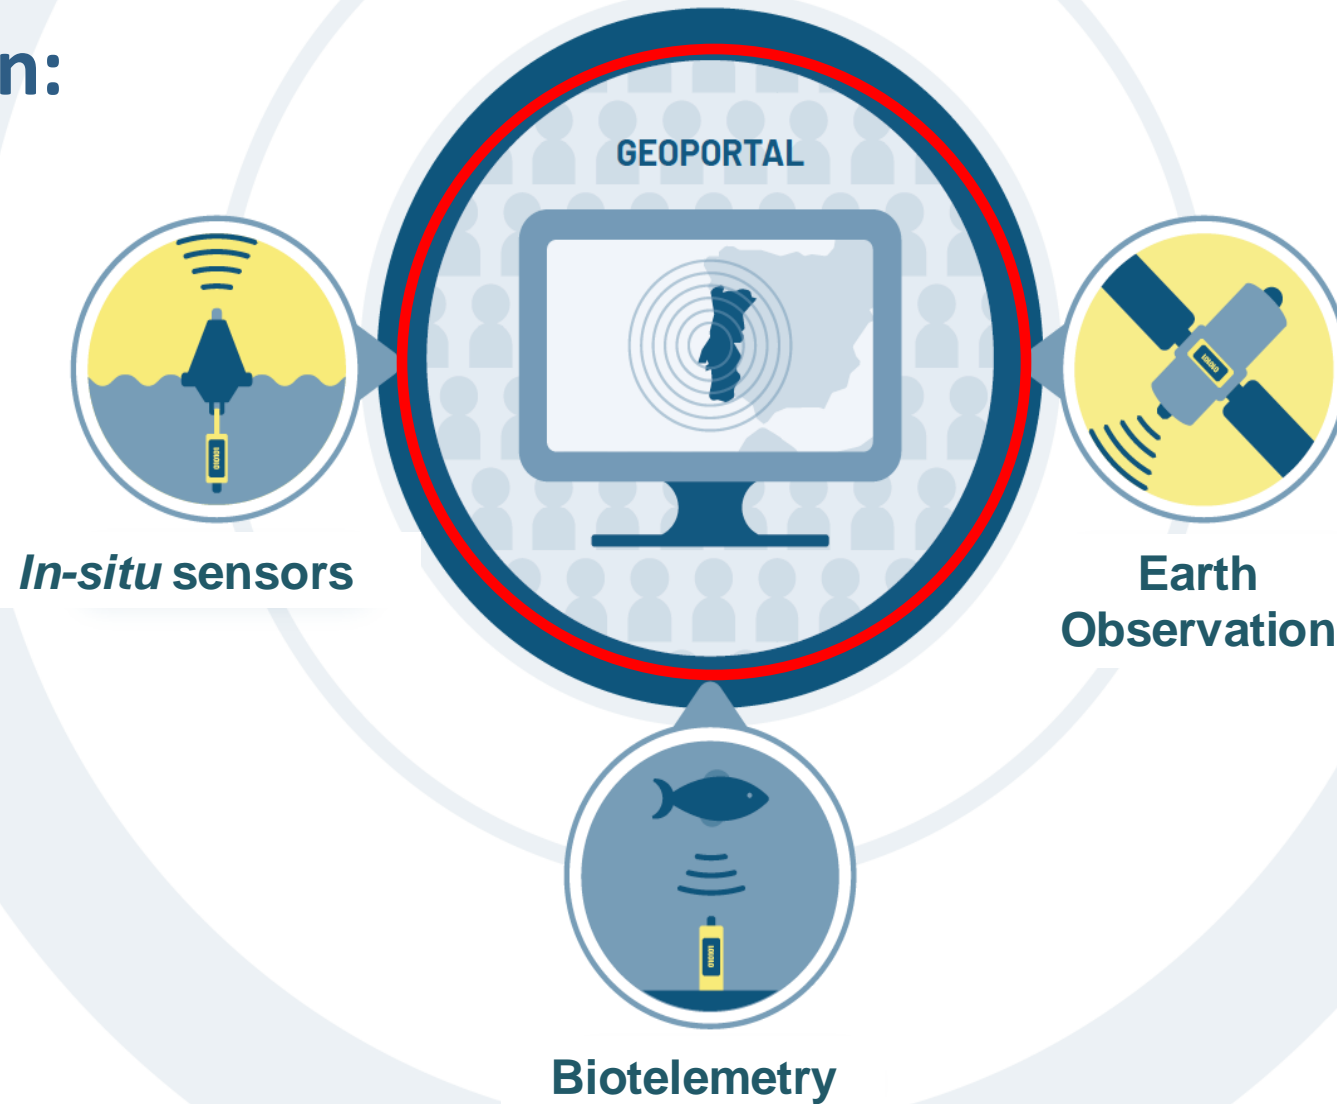 n:
GEOPORTAL
In-situ sensors
Earth
Observation
Biotelemetry